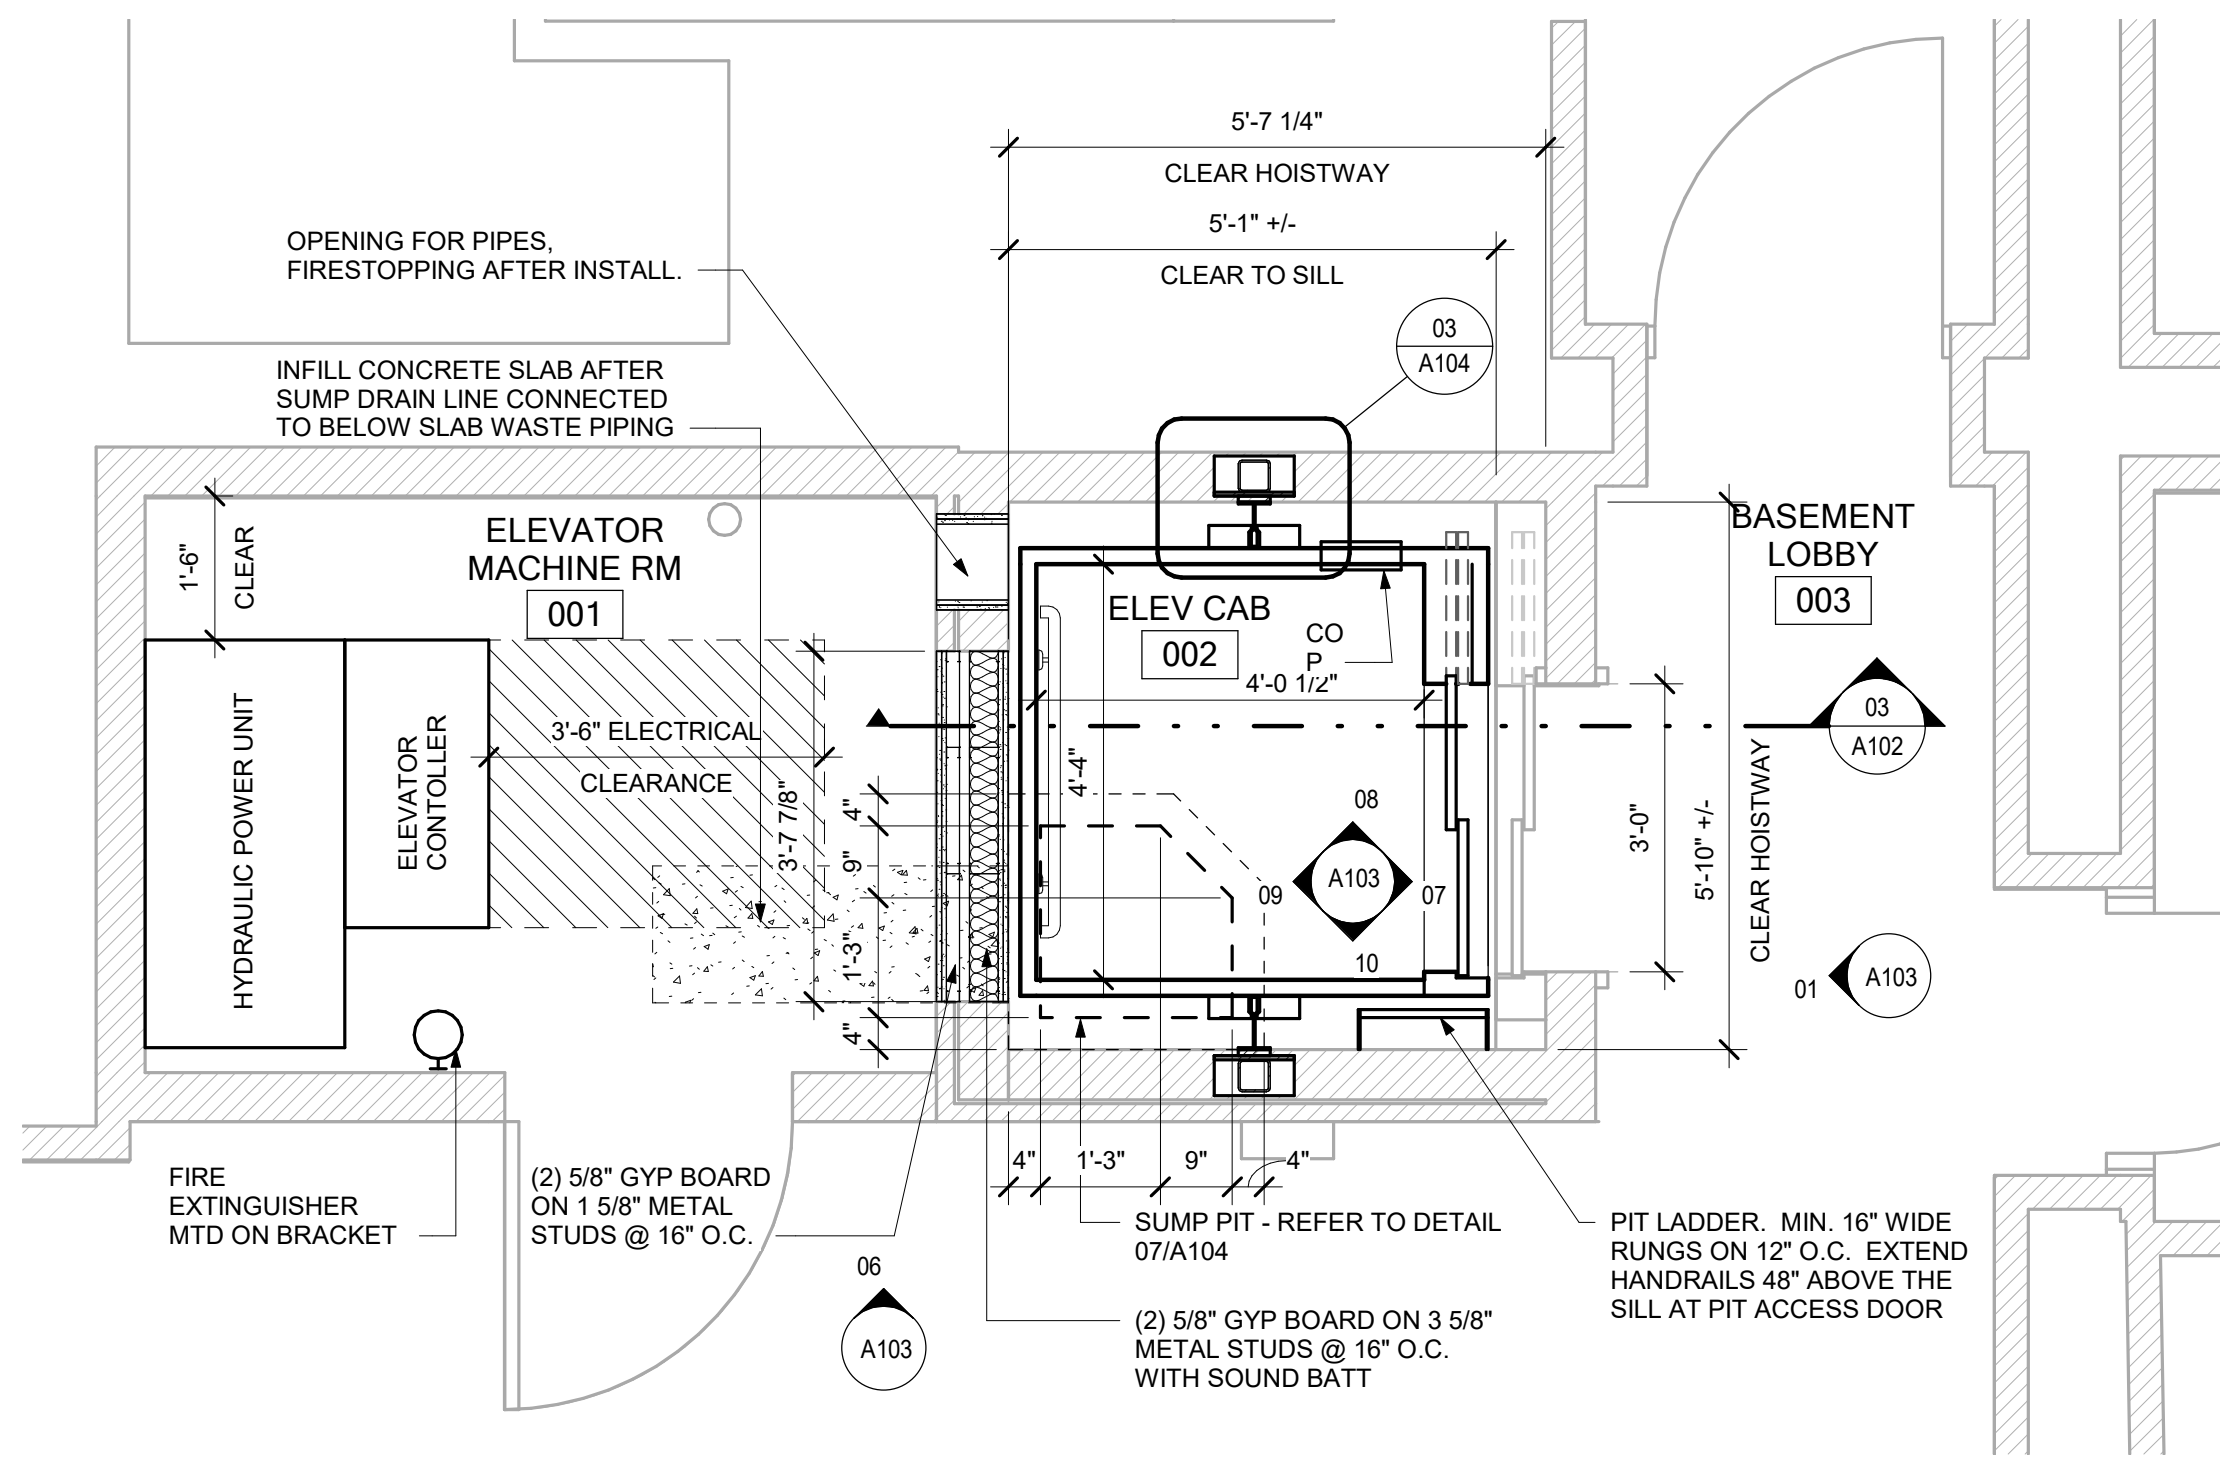 5'-7 1/4"
CLEAR HOISTWAY
5'-1" +/-
CLEAR TO SILL
OPENING FOR PIPES,
FIRESTOPPING AFTER INSTALL.
03
A104
INFILL CONCRETE SLAB AFTER
SUMP DRAIN LINE CONNECTED
TO BELOW SLAB WASTE PIPING
1'-6"
CLEAR
ELEVATOR
MACHINE RM
001
BASEMENT
LOBBY
003
ELEV CAB
002
CO
P
4'-0 1/2"
HYDRAULIC POWER UNIT
ELEVATOR
CONTOLLER
3'-6" ELECTRICAL
CLEARANCE
3'-7 7/8"
4"
9"
1'-3"
4"
4'-4"
08
09
A103
07
10
3'-0"
5'-10" +/-
CLEAR HOISTWAY
03
A102
01
A103
4"
1'-3"
9"
4"
FIRE
EXTINGUISHER
MTD ON BRACKET
(2) 5/8" GYP BOARD
ON 1 5/8" METAL
STUDS @ 16" O.C.
06
A103
SUMP PIT - REFER TO DETAIL
07/A104
(2) 5/8" GYP BOARD ON 3 5/8"
METAL STUDS @ 16" O.C.
WITH SOUND BATT
PIT LADDER.  MIN. 16" WIDE
RUNGS ON 12" O.C.  EXTEND
HANDRAILS 48" ABOVE THE
SILL AT PIT ACCESS DOOR